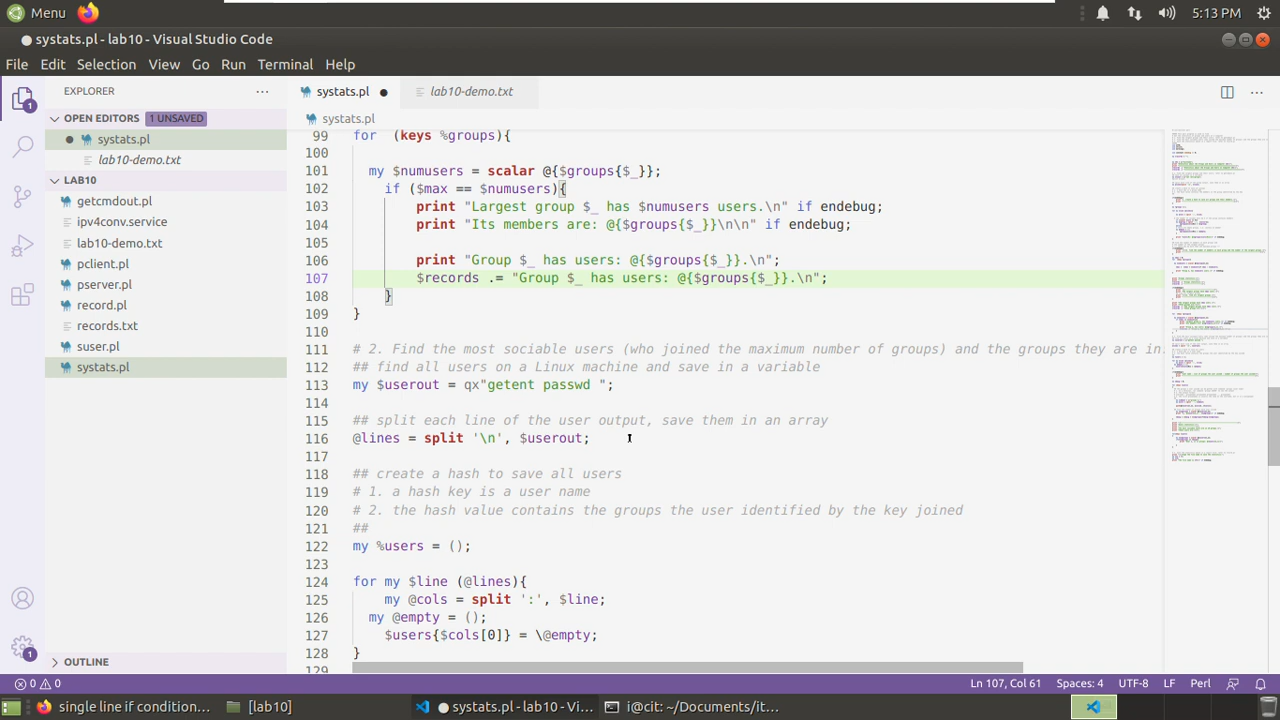 Menu
5:13 PM
systats.pl - lab10 - Visual Studio Code
File Edit Selection View Go Run Terminal Help
EXPLORER
OPEN EDITORS 1 UNSAVED
systats.pl
lab10-demo.txt
LAB10
getcmdout.pl
ipv4conv.service
lab10-demo.txt
pclient.pl
pserver.pl
record.pl
records.txt
suser.pl
systats.pl
OUTLINE
systats.pl
lab10-demo.txt
systats.pl
99 for (keys %groups){
100
101 my $numusers = scalar @{$groups{$_}};
102 if ($max == $numusers){
103 print "Largest group $_ has $numusers users.\n" if endebug;
104 print " members are: @{$groups{$_}}\n\n" if endebug;
105
106 print "Group $_ has users: @{$groups{$_}}.\n";
107 $records .= Group $_ has users: @{$groups{$_}}.\n";
108 }
109 }
110
111 # 2. Find the most sociable users (who joined the maximum number of groups) and the groups they are in.
112 ## find all users on a Linux machine and save in a variable
113 my $userout = qx"getent passwd ";
114
115 ## split each line in the user output, save them in an array
116 @lines = split '\n', $userout;
117
118 ## create a hash to save all users
119 # 1. a hash key is a user name
120 # 2. the hash value contains the groups the user identified by the key joined
121 ##
122 my %users = ();
123
124 for my $line (@lines){
125 my @cols = split ':', $line;
126 my @empty = ();
127 $users{$cols[0]} = \@empty;
128 }
129
0 0
Ln 107, Col 61 Spaces: 4 UTF-8 LF Perl
single line if condition... [lab10] systats.pl - lab10 - Vi... i@cit: ~/Documents/it...